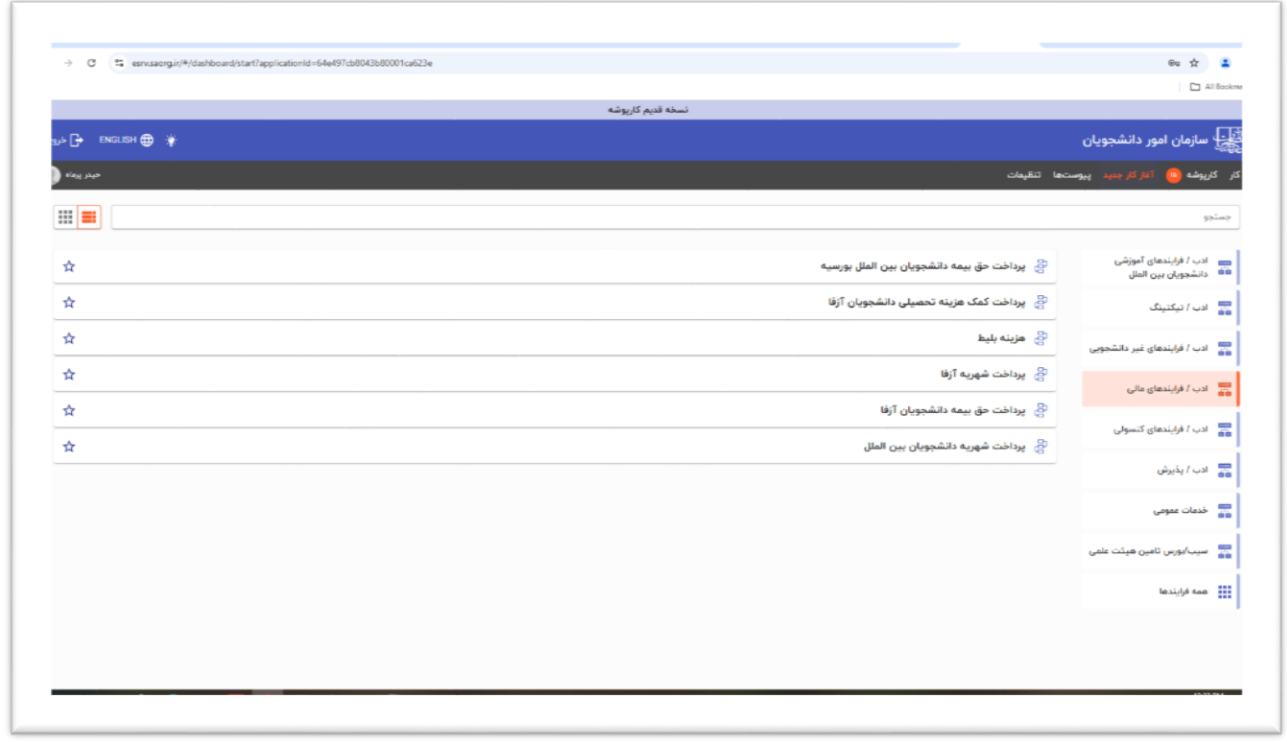 esrv.saorg.ir/#/dashboard/start?applicationId=64e497cb8043b80001ca623e
All Bookma
نسخه قدیم کارپوشه
سازمان امور دانشجویان
ENGLISH
خرو
کار کارپوشه آغاز کار جدید پیوست‌ها تنظیمات
جستجو
ادب / فرایندهای آموزشی
دانشجویان بین الملل
ادب / تیکتینگ
ادب / فرایندهای غیر دانشجویی
ادب / فرایندهای مالی
ادب / فرایندهای کنسولی
ادب / پذیرش
خدمات عمومی
سیب/بورس تامین هیئت علمی
همه فرایندها
پرداخت حق بیمه دانشجویان بین الملل بورسیه
پرداخت کمک هزینه تحصیلی دانشجویان آزفا
هزینه بلیط
پرداخت شهریه آزفا
پرداخت حق بیمه دانشجویان آزفا
پرداخت شهریه دانشجویان بین الملل